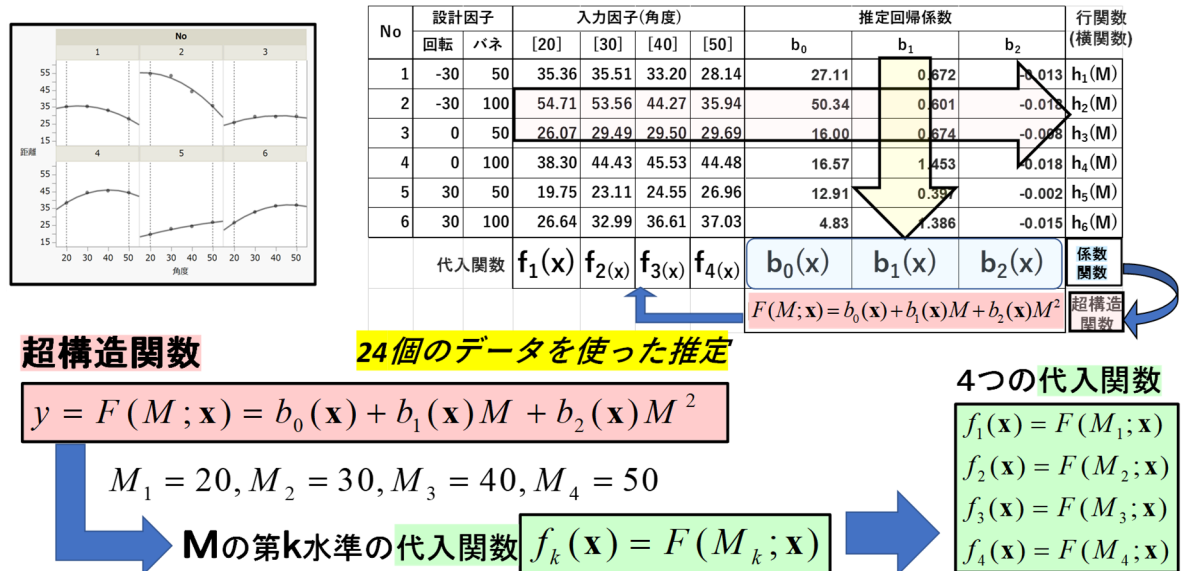 No
1 2 3
55
45
35
25
15
距離
4 5 6
55
45
35
25
15
20 30 40 50 20 30 40 50 20 30 40 50
角度
No 設計因子 入力因子(角度) 推定回帰係数 行関数
(横関数)
回転 バネ [20] [30] [40] [50] b₀ b₁ b₂
1 -30 50 35.36 35.51 33.20 28.14 27.11 0.672 -0.013 h₁(M)
2 -30 100 54.71 53.56 44.27 35.94 50.34 0.601 -0.018 h₂(M)
3 0 50 26.07 29.49 29.50 29.69 16.00 0.674 -0.008 h₃(M)
4 0 100 38.30 44.43 45.53 44.48 16.57 1.453 -0.018 h₄(M)
5 30 50 19.75 23.11 24.55 26.96 12.91 0.397 -0.002 h₅(M)
6 30 100 26.64 32.99 36.61 37.03 4.83 1.386 -0.015 h₆(M)
代入関数 f₁(x) f₂(x) f₃(x) f₄(x) b₀(x) b₁(x) b₂(x) 係数
関数
F(M;x)=b₀(x)+b₁(x)M+b₂(x)M² 超構造
関数
超構造関数 24個のデータを使った推定
y = F(M;x) = b₀(x) + b₁(x)M + b₂(x)M²
M₁ = 20, M₂ = 30, M₃ = 40, M₄ = 50
Mの第k水準の代入関数 fₖ(x) = F(Mₖ;x)
4つの代入関数
f₁(x) = F(M₁;x)
f₂(x) = F(M₂;x)
f₃(x) = F(M₃;x)
f₄(x) = F(M₄;x)